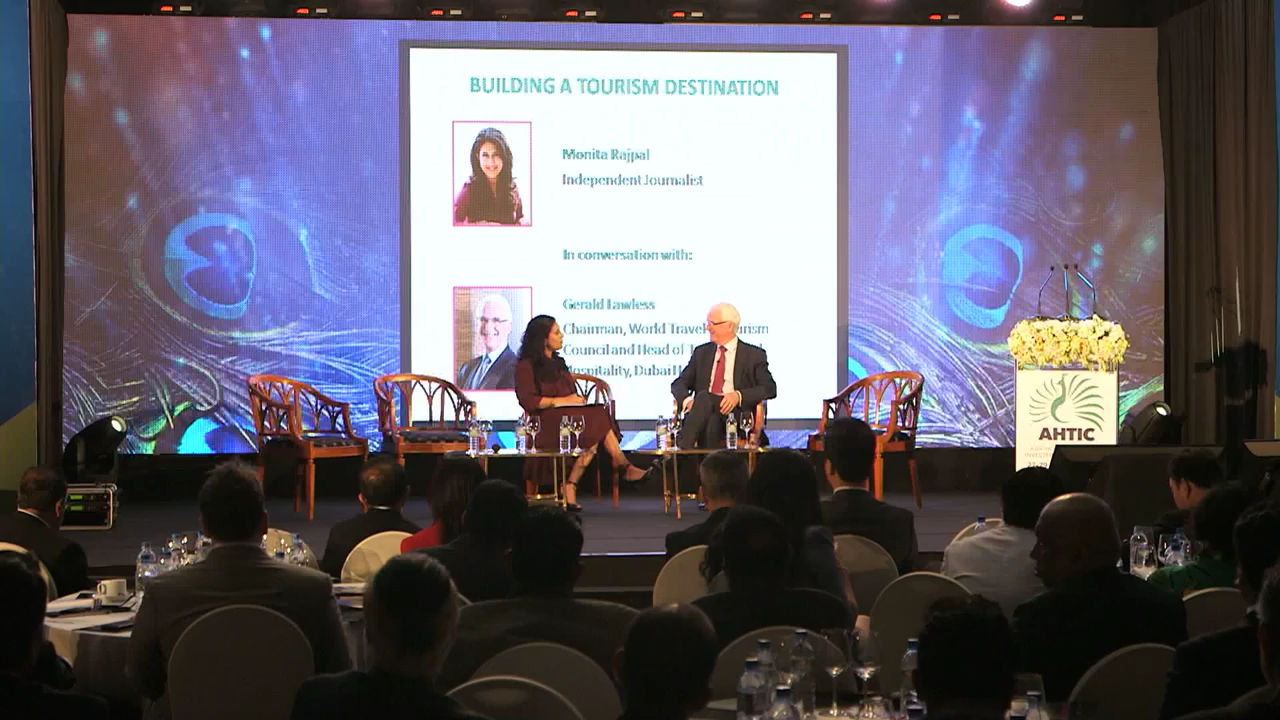 BUILDING A TOURISM DESTINATION
Monita Rajpal
Independent Journalist
In conversation with:
Gerald Lawless
Chairman, World Travel
Council and Head of
Hospitality, Dubai
AHTIC